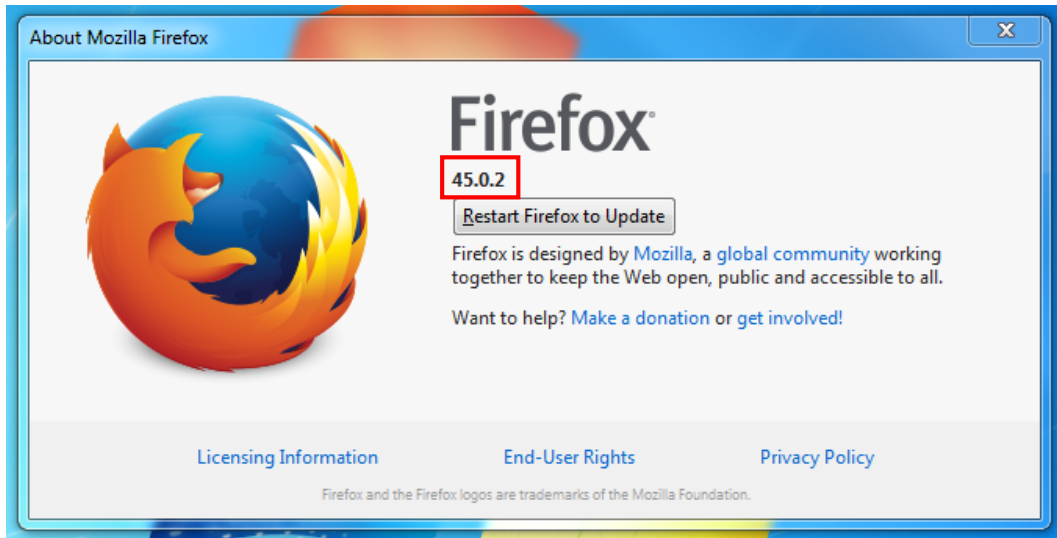 About Mozilla Firefox
Firefox
45.0.2
Restart Firefox to Update
Firefox is designed by Mozilla, a global community working
together to keep the Web open, public and accessible to all.
Want to help? Make a donation or get involved!
Licensing Information End-User Rights Privacy Policy
Firefox and the Firefox logos are trademarks of the Mozilla Foundation.